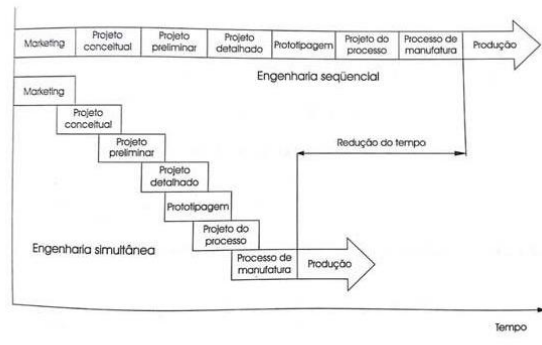 Marketing
Projeto
conceitual
Projeto
preliminar
Projeto
detalhado
Prototipagem
Projeto do
processo
Processo de
manufatura
Produção
Engenharia seqüencial
Marketing
Projeto
conceitual
Projeto
preliminar
Projeto
detalhado
Prototipagem
Projeto do
processo
Processo de
manufatura
Produção
Redução do tempo
Engenharia simultânea
Tempo